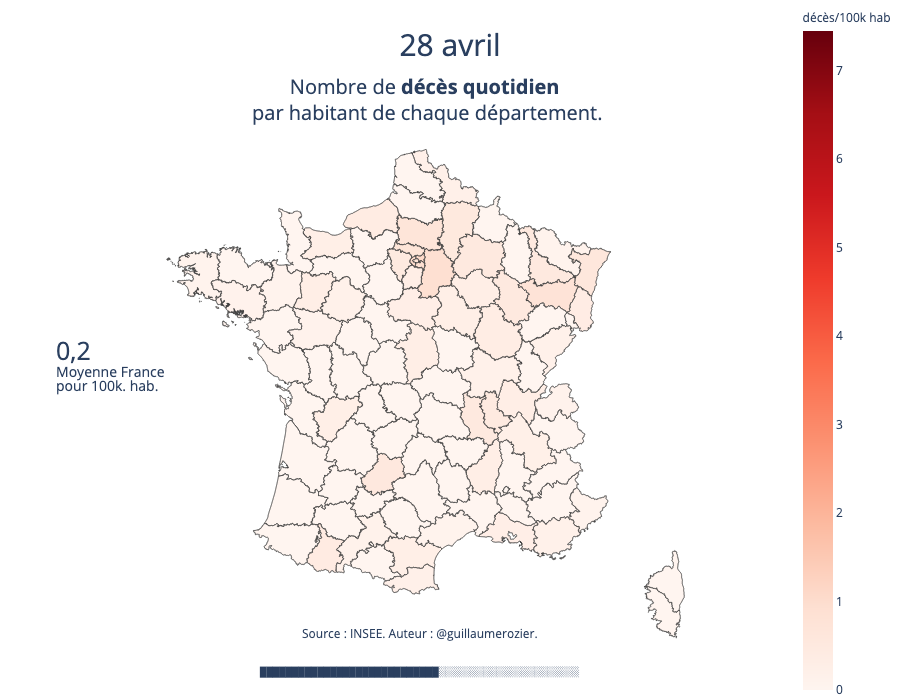 décès/100k hab
28 avril
Nombre de décès quotidien
par habitant de chaque département.
7
6
5
4
3
2
1
0
0,2
Moyenne France
pour 100k. hab.
Source : INSEE. Auteur : @guillaumerozier.